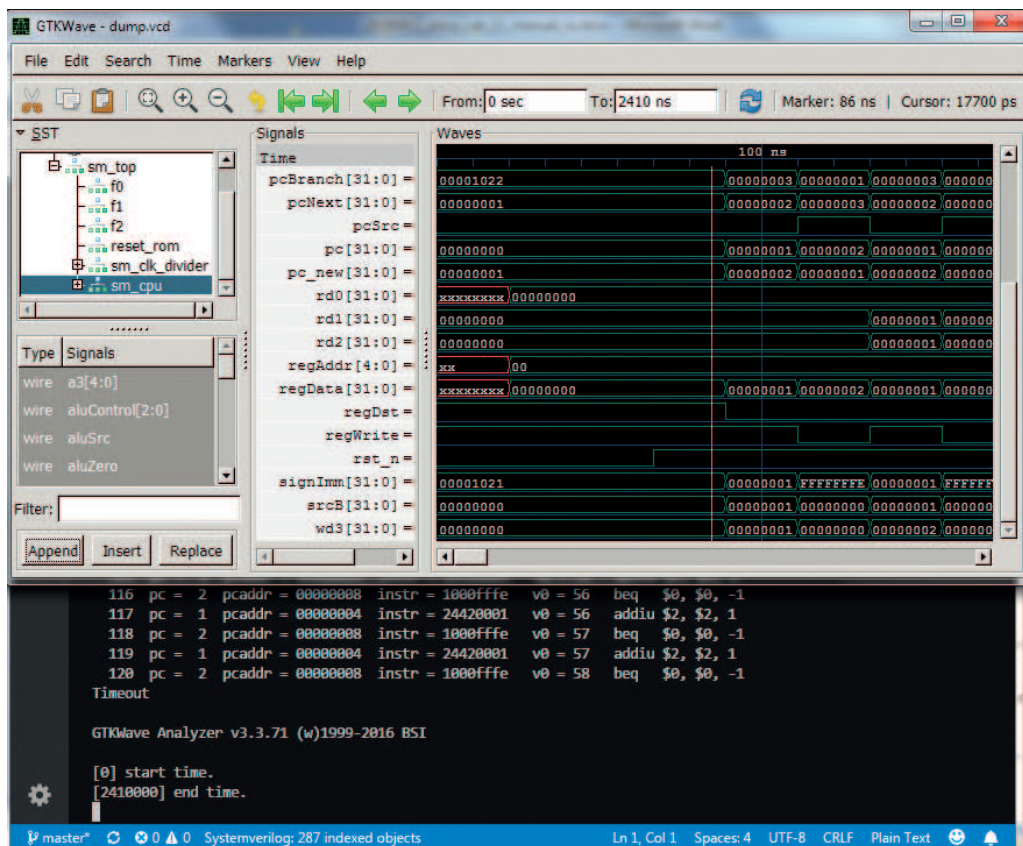 GTKWave - dump.vcd
File Edit Search Time Markers View Help
From: 0 sec To: 2410 ns Marker: 86 ns | Cursor: 17700 ps
SST
sm_top
f0
f1
f2
reset_rom
sm_clk_divider
sm_cpu
Type Signals
wire a3[4:0]
wire aluControl[2:0]
wire aluSrc
wire aluZero
Filter:
Append Insert Replace
Signals
Time
pcBranch[31:0] =
pcNext[31:0] =
pcSrc =
pc[31:0] =
pc_new[31:0] =
rd0[31:0] =
rd1[31:0] =
rd2[31:0] =
regAddr[4:0] =
regData[31:0] =
regDst =
regWrite =
rst_n =
signImm[31:0] =
srcB[31:0] =
wd3[31:0] =
Waves
100 ns
00001022 00000003 00000001 00000003 000000
00000001 00000002 00000003 00000002 000000
00000000 00000001 00000002 00000001 000000
00000001 00000002 00000001 00000002 000000
xxxxxxxx 00000000
00000000 00000001 000000
00000000 00000001 000000
xx 00
xxxxxxxx 00000000 00000001 00000002 00000001 000000
00001021 00000001 FFFFFFFE 00000001 FFFFFF
00000000 00000001 00000000 00000001 000000
00000000 00000001 00000000 00000002 000000
116 pc = 2 pcaddr = 00000008 instr = 1000fffe v0 = 56 beq $0, $0, -1
117 pc = 1 pcaddr = 00000004 instr = 24420001 v0 = 56 addiu $2, $2, 1
118 pc = 2 pcaddr = 00000008 instr = 1000fffe v0 = 57 beq $0, $0, -1
119 pc = 1 pcaddr = 00000004 instr = 24420001 v0 = 57 addiu $2, $2, 1
120 pc = 2 pcaddr = 00000008 instr = 1000fffe v0 = 58 beq $0, $0, -1
Timeout
GTKWave Analyzer v3.3.71 (w)1999-2016 BSI
[0] start time.
[2410000] end time.
master* 0 0 Systemverilog: 287 indexed objects Ln 1, Col 1 Spaces: 4 UTF-8 CRLF Plain Text